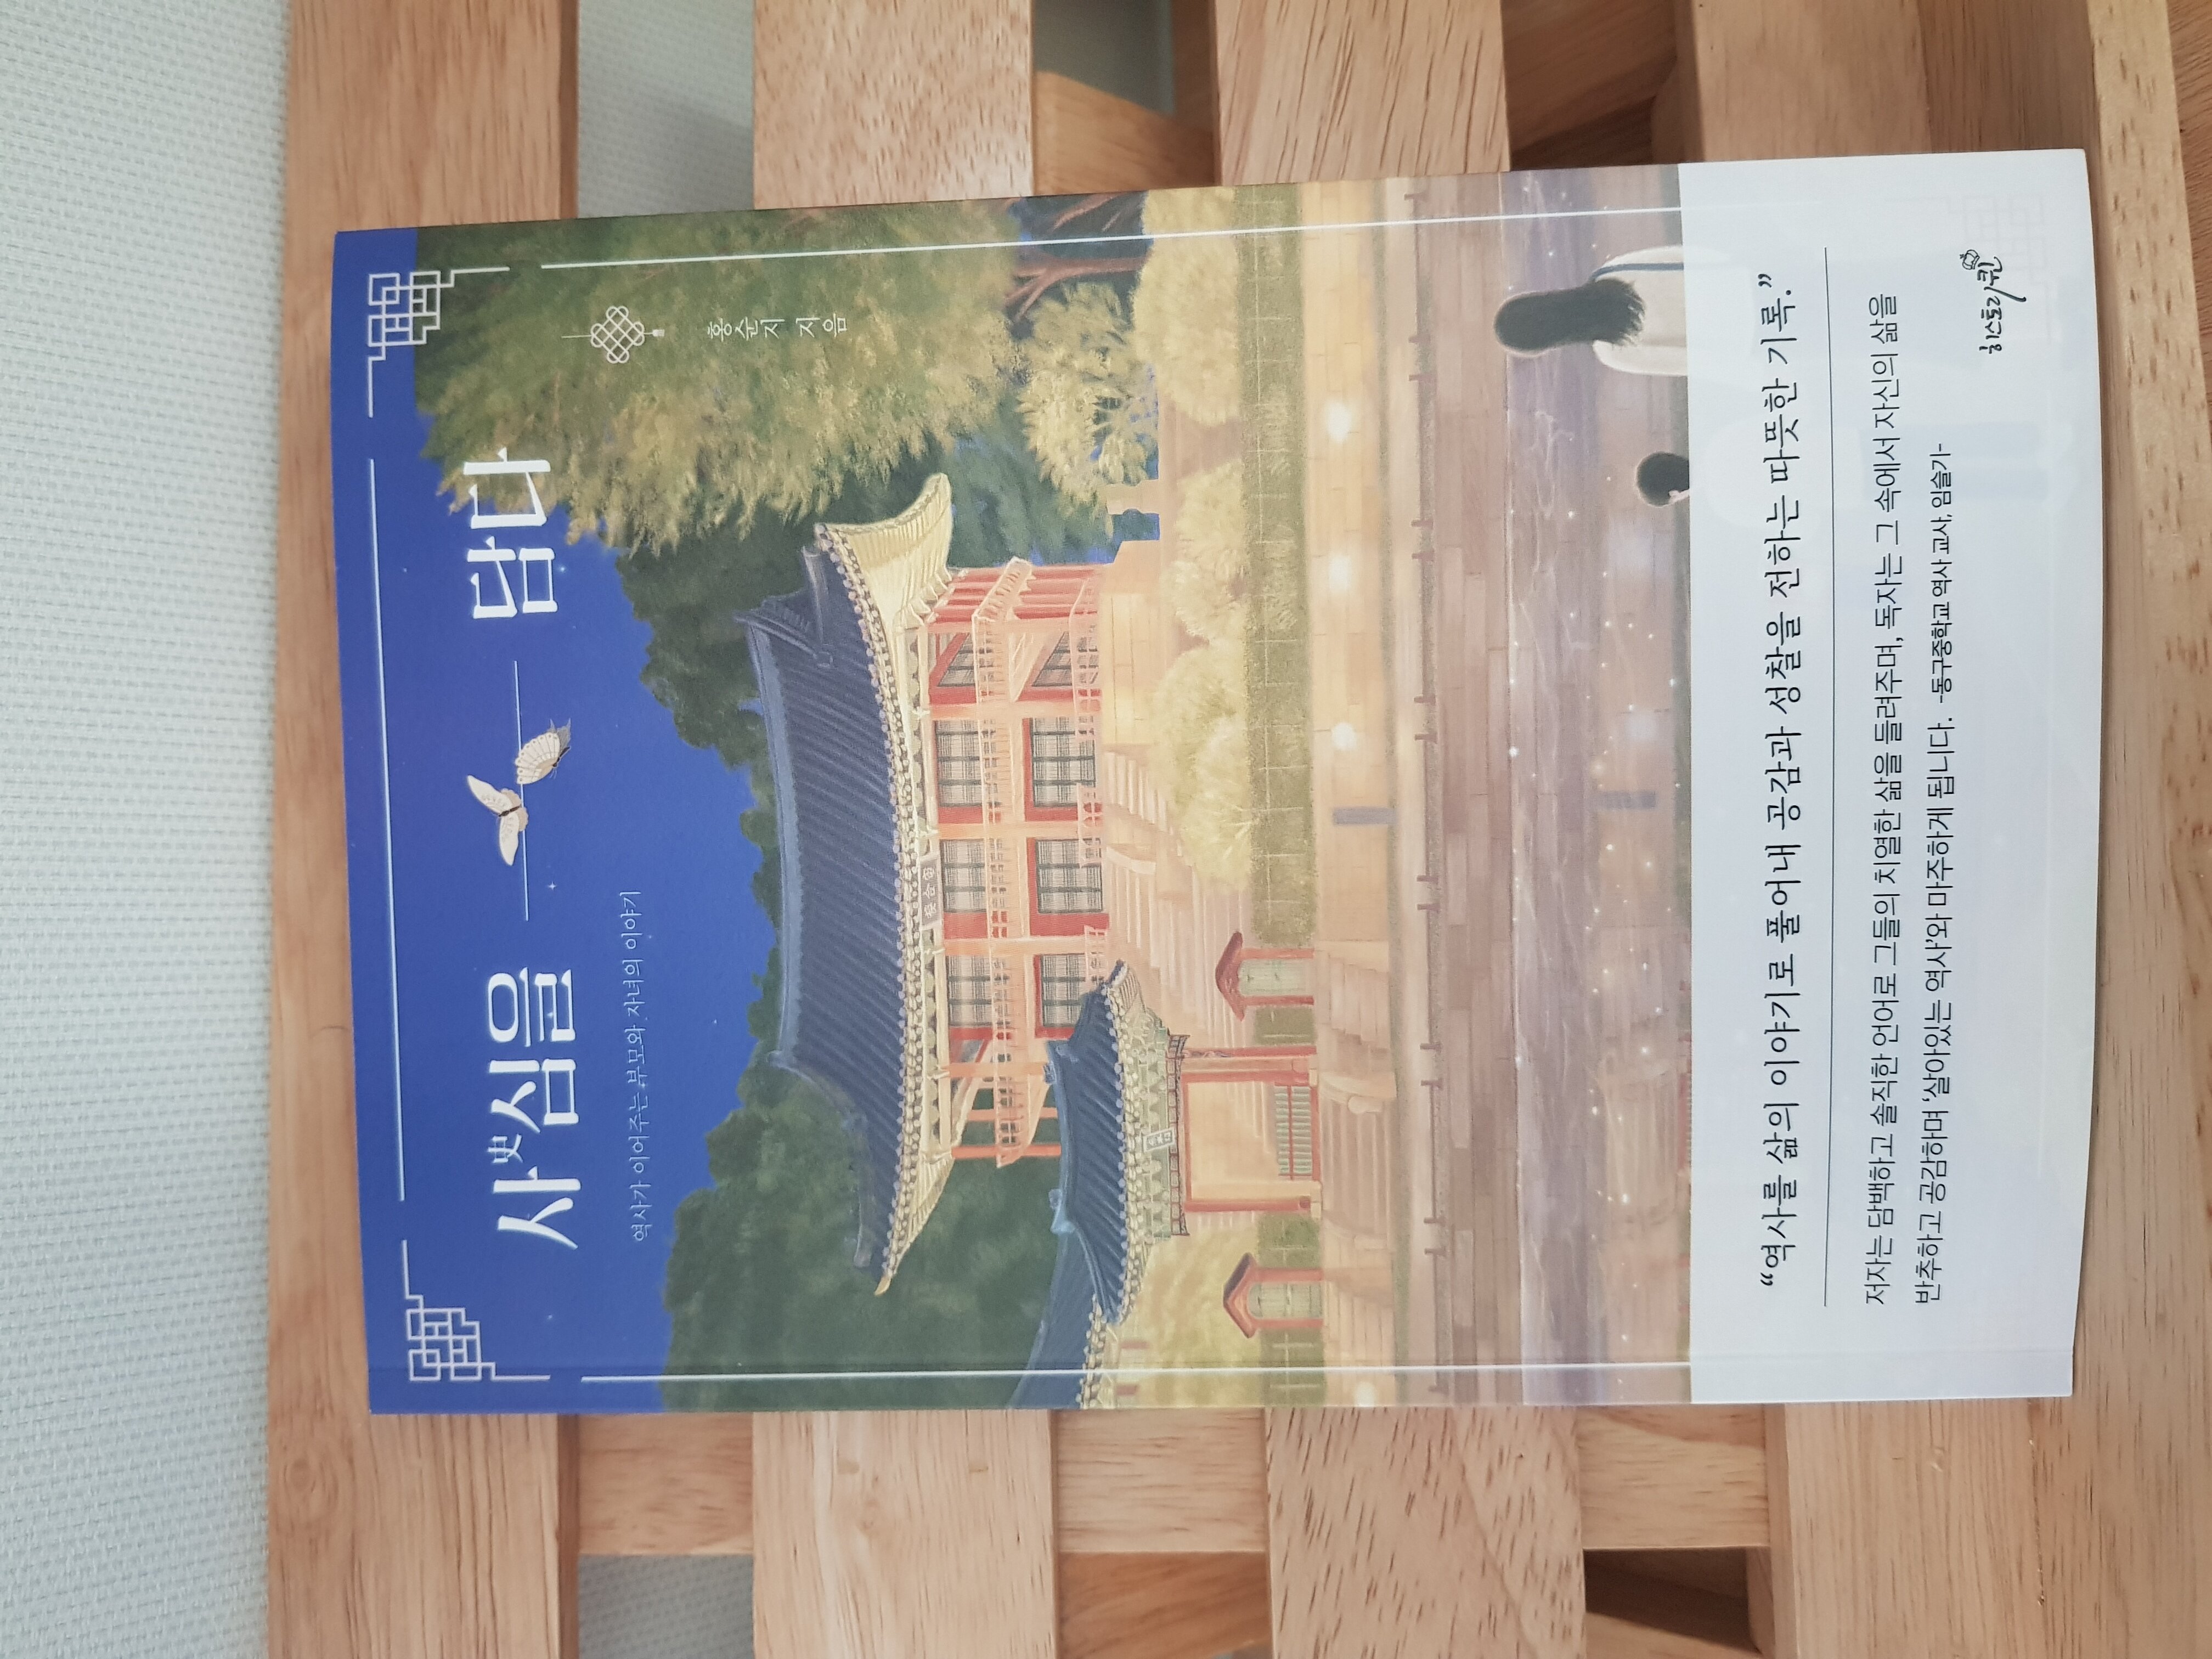 사史심을 담다
역사가 이어주는 부모와 자녀의 이야기
홍순지 지음
“역사를 삶의 이야기로 풀어내 공감과 성찰을 전하는 따뜻한 기록.”
저자는 담백하고 솔직한 언어로 그들의 치열한 삶을 들려주며, 독자는 그 속에서 자신의 삶을
반추하고 공감하며 ‘살아있는 역사’와 마주하게 됩니다. -동구중학교 역사 교사, 임슬기-
히스토리퀸